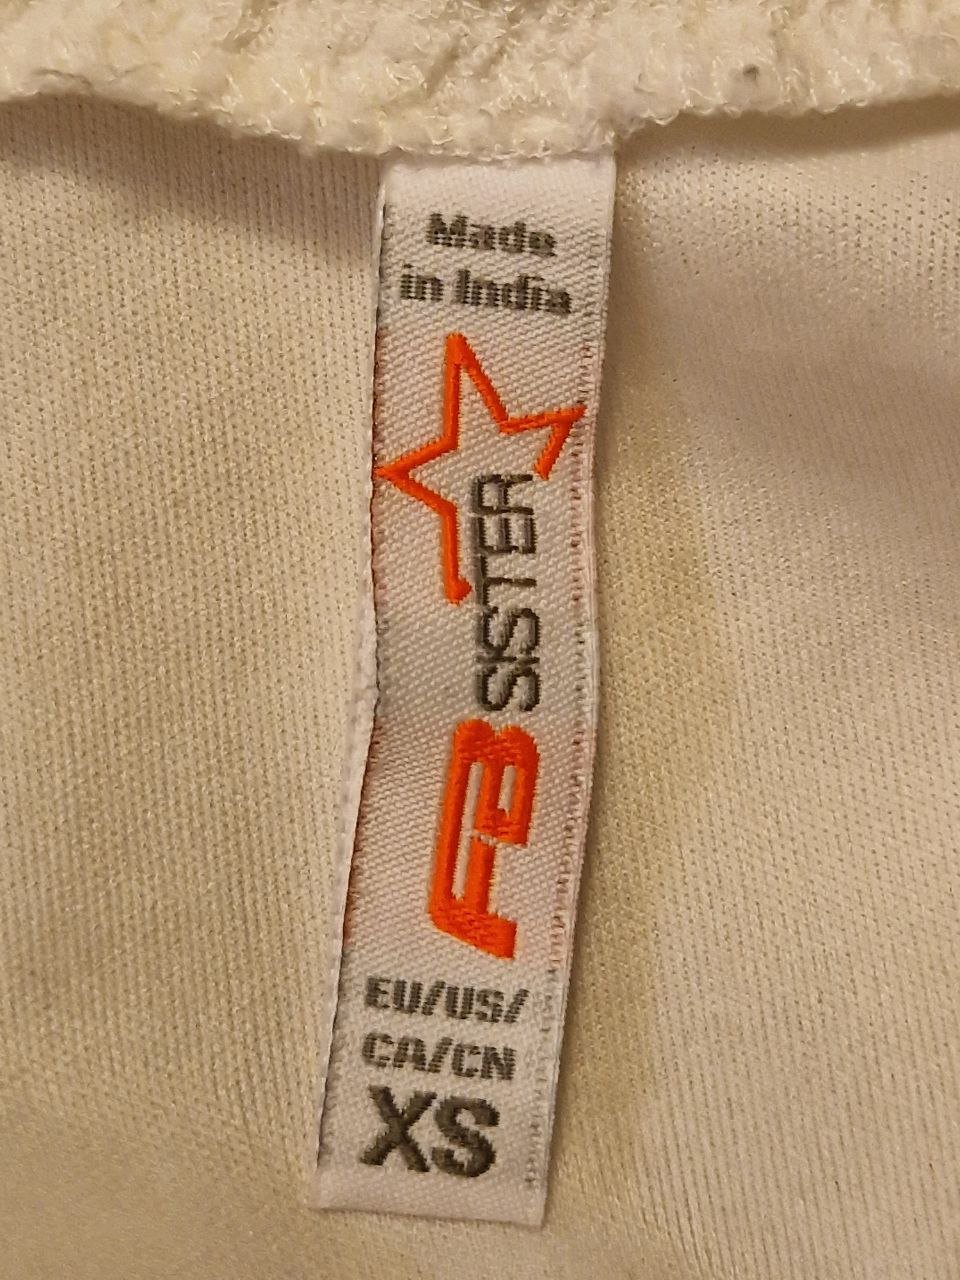 Made
in India
FB SISTER
EU/US/
CA/CN
XS